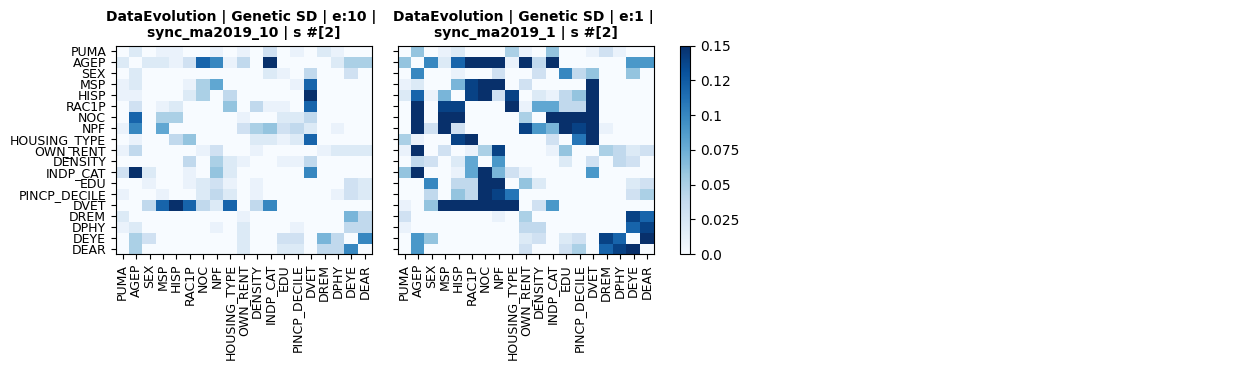 DataEvolution | Genetic SD | e:10 |
sync_ma2019_10 | s #[2]
DataEvolution | Genetic SD | e:1 |
sync_ma2019_1 | s #[2]
PUMA
AGEP
SEX
MSP
HISP
RAC1P
NOC
NPF
HOUSING_TYPE
OWN_RENT
DENSITY
INDP_CAT
EDU
PINCP_DECILE
DVET
DREM
DPHY
DEYE
DEAR
PUMA
AGEP
SEX
MSP
HISP
RAC1P
NOC
NPF
HOUSING_TYPE
OWN_RENT
DENSITY
INDP_CAT
EDU
PINCP_DECILE
DVET
DREM
DPHY
DEYE
DEAR
PUMA
AGEP
SEX
MSP
HISP
RAC1P
NOC
NPF
HOUSING_TYPE
OWN_RENT
DENSITY
INDP_CAT
EDU
PINCP_DECILE
DVET
DREM
DPHY
DEYE
DEAR
0.15
0.125
0.1
0.075
0.05
0.025
0.0